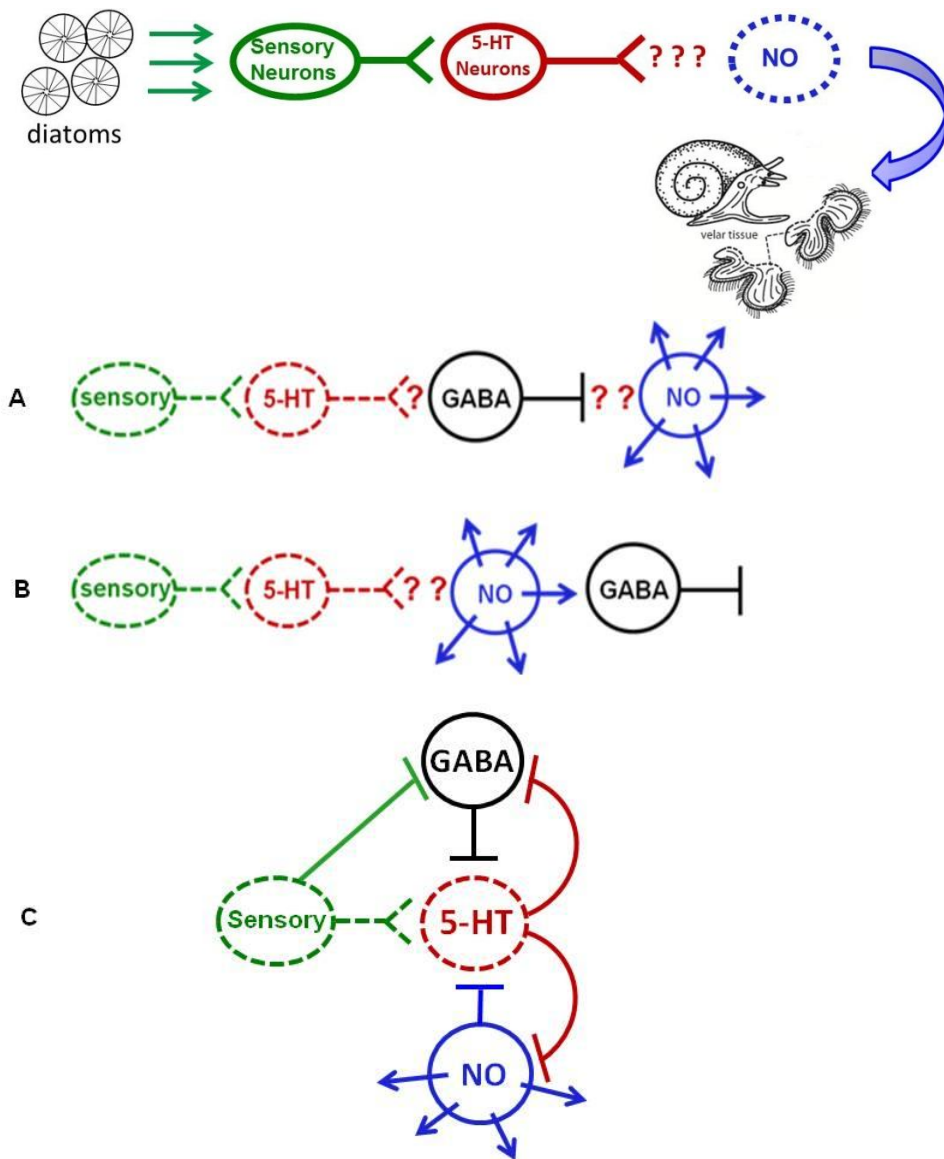 Sensory Neurons
5-HT Neurons
? ? ?
NO
diatoms
velar tissue
A
sensory
5-HT
?
GABA
? ?
NO
B
sensory
5-HT
? ?
NO
GABA
GABA
C
Sensory
5-HT
NO